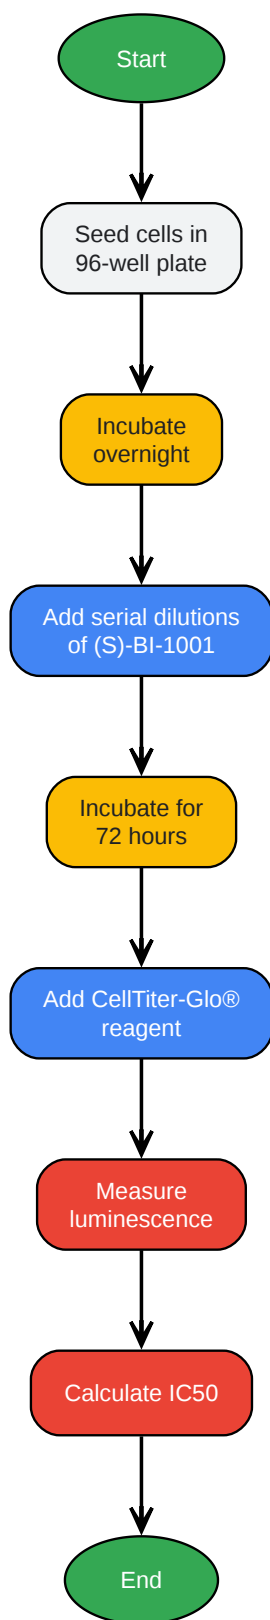 Start
Seed cells in
96-well plate
Incubate
overnight
Add serial dilutions
of (S)-BI-1001
Incubate for
72 hours
Add CellTiter-Glo®
reagent
Measure
luminescence
Calculate IC50
End